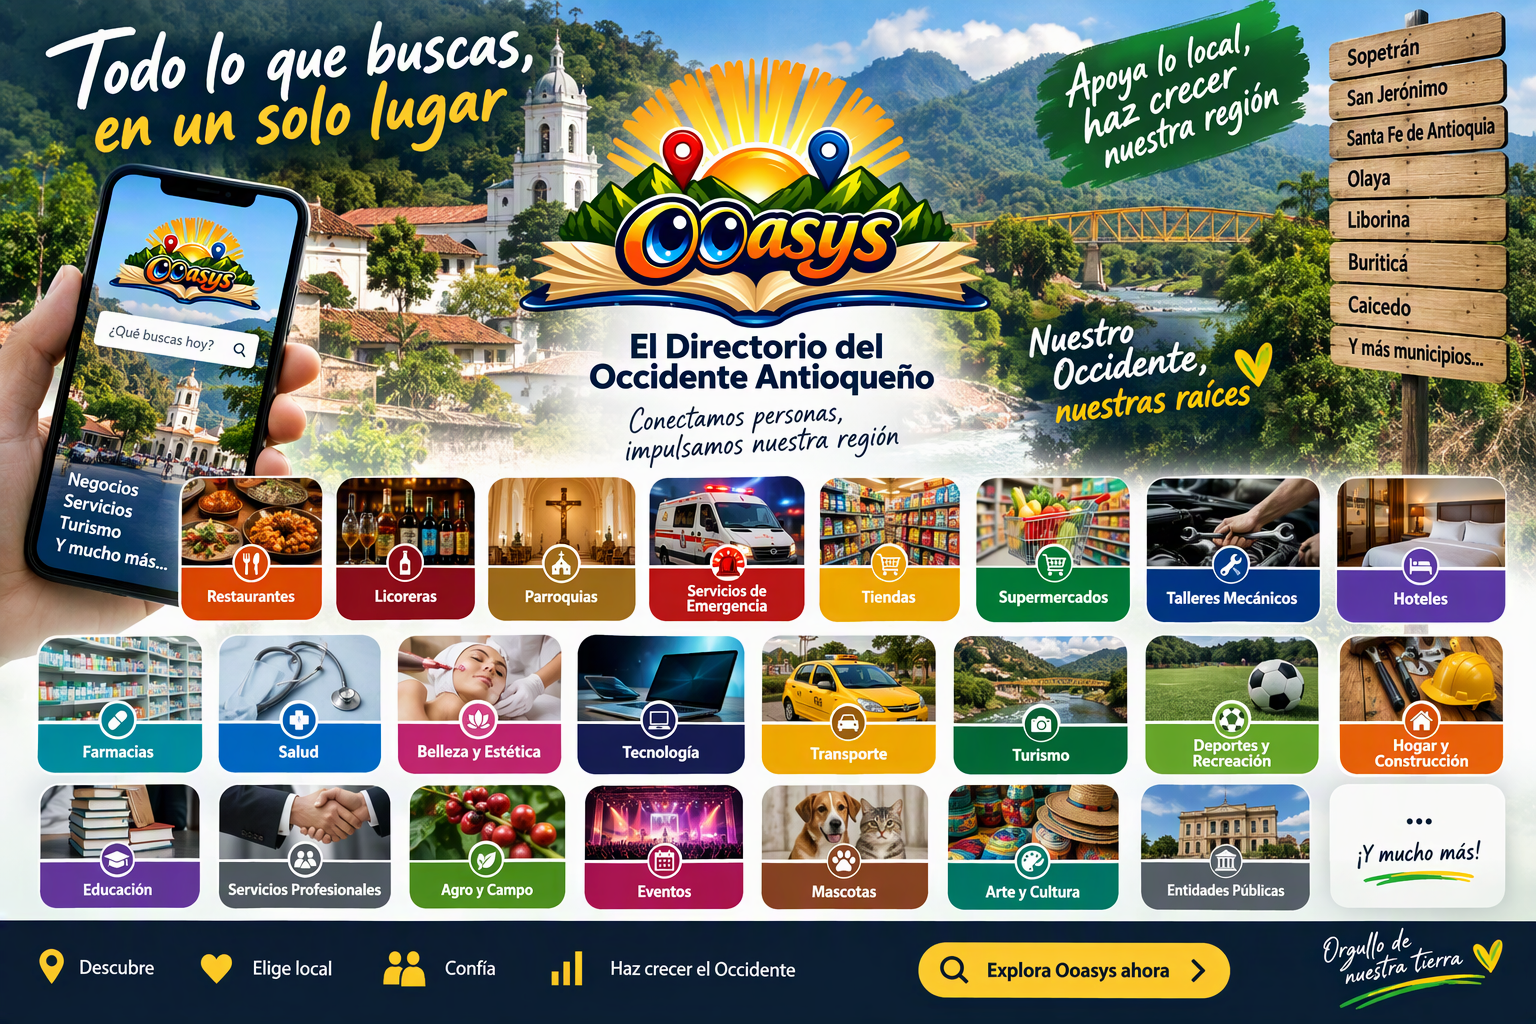 Todo lo que buscas,
en un solo lugar
Apoya lo local,
haz crecer
nuestra región
Sopetrán
San Jerónimo
Santa Fe de Antioquia
Olaya
Liborina
Buriticá
Caicedo
Y más municipios...
OOasys
El Directorio del
Occidente Antioqueño
Conectamos personas,
impulsamos nuestra región
Nuestro
Occidente,
nuestras raíces
OOasys
¿Qué buscas hoy?
Negocios
Servicios
Turismo
Y mucho más...
Restaurantes
Licoreras
Parroquias
Servicios de
Emergencia
Tiendas
Supermercados
Talleres Mecánicos
Hoteles
Farmacias
Salud
Belleza y Estética
Tecnología
Transporte
Turismo
Deportes y
Recreación
Hogar y
Construcción
Educación
Servicios Profesionales
Agro y Campo
Eventos
Mascotas
Arte y Cultura
Entidades Públicas
...
¡Y mucho más!
Descubre
Elige local
Confía
Haz crecer el Occidente
Explora Ooasys ahora
Orgullo de
nuestra tierra